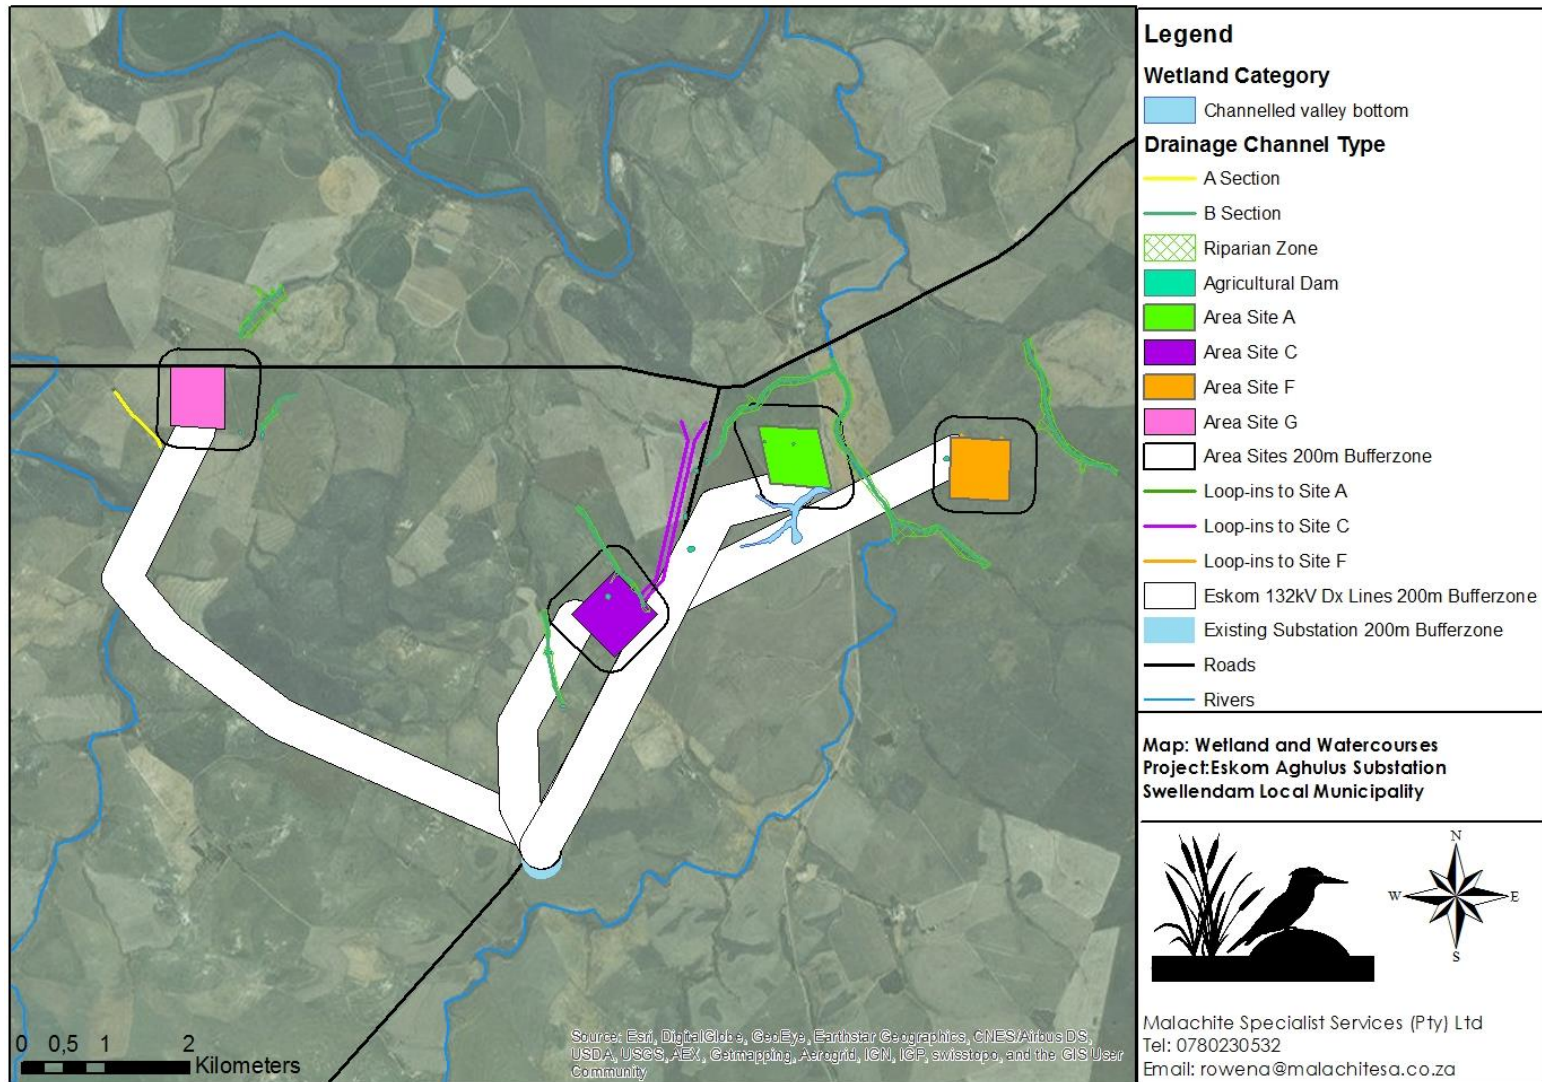 Legend
Wetland Category
Channelled valley bottom
Drainage Channel Type
A Section
B Section
Riparian Zone
Agricultural Dam
Area Site A
Area Site C
Area Site F
Area Site G
Area Sites 200m Bufferzone
Loop-ins to Site A
Loop-ins to Site C
Loop-ins to Site F
Eskom 132kV Dx Lines 200m Bufferzone
Existing Substation 200m Bufferzone
Roads
Rivers
Map: Wetland and Watercourses
Project:Eskom Aghulus Substation
Swellendam Local Municipality
N
W E
S
Malachite Specialist Services (Pty) Ltd
Tel: 0780230532
Email: rowena@malachitesa.co.za
0 0,5 1 2
Kilometers
Source: Esri, DigitalGlobe, GeoEye, Earthstar Geographics, CNES/Airbus DS,
USDA, USGS, AEX, Getmapping, Aerogrid, IGN, IGP, swisstopo, and the GIS User
Community